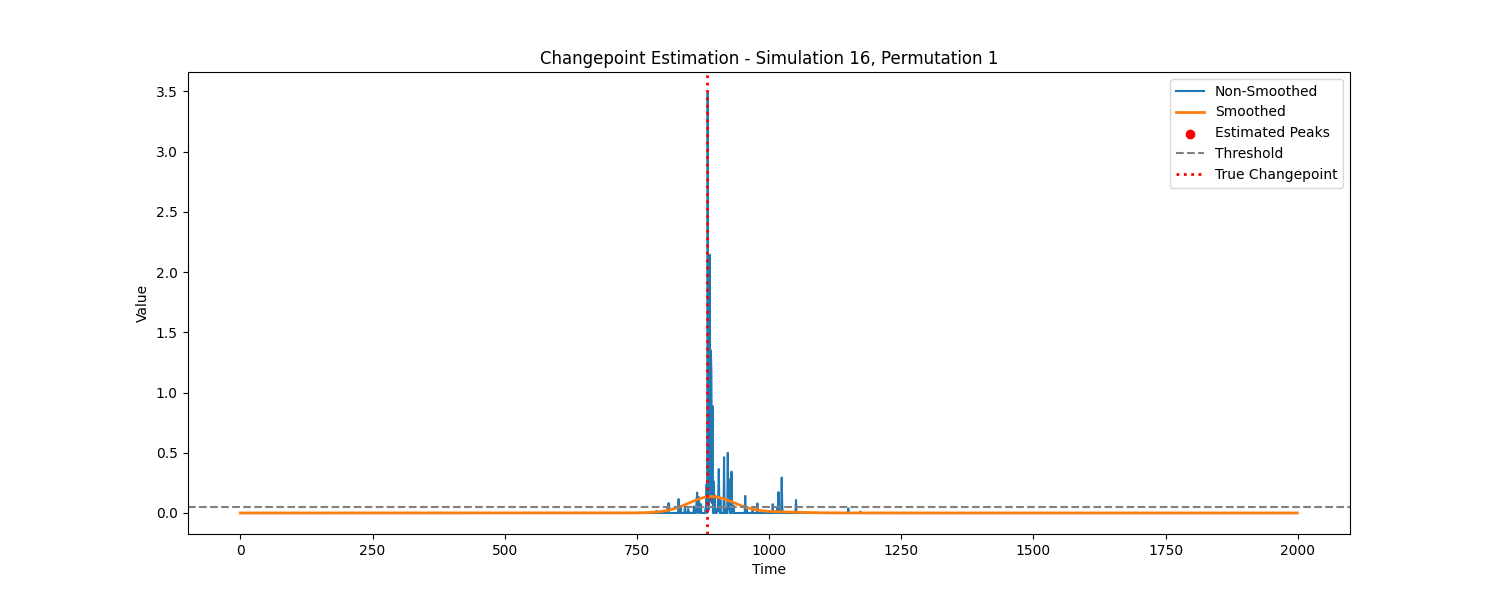 Changepoint Estimation - Simulation 16, Permutation 1
3.5
3.0
2.5
2.0
1.5
1.0
0.5
0.0
Value
Non-Smoothed
Smoothed
Estimated Peaks
Threshold
True Changepoint
0 250 500 750 1000 1250 1500 1750 2000
Time